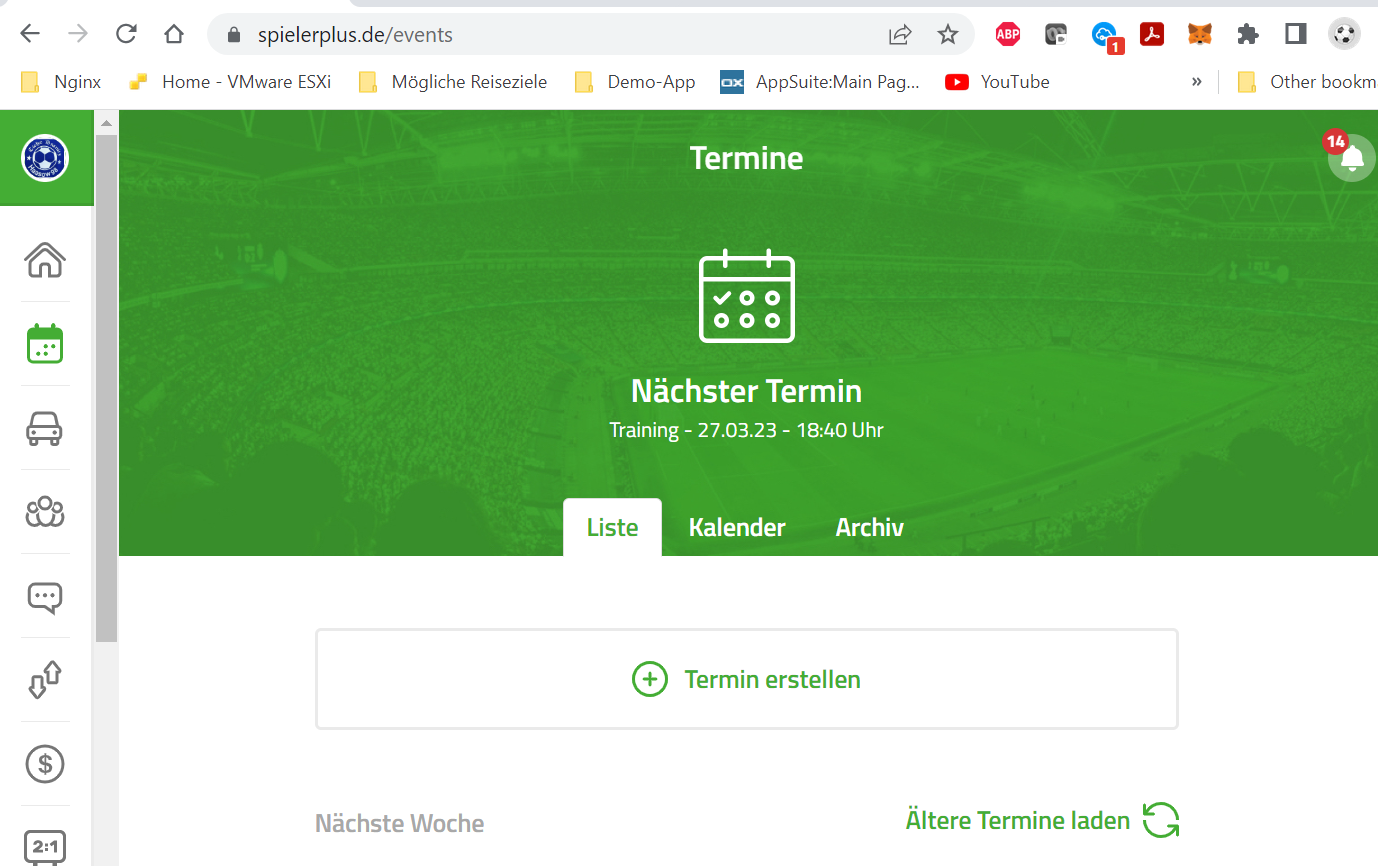 spielerplus.de/events
ABP
1
Nginx
Home - VMware ESXi
Mögliche Reiseziele
Demo-App
OX
AppSuite:Main Pag...
YouTube
»
Other bookm
Termine
14
Nächster Termin
Training - 27.03.23 - 18:40 Uhr
Liste
Kalender
Archiv
Termin erstellen
$
Nächste Woche
Ältere Termine laden
2:1